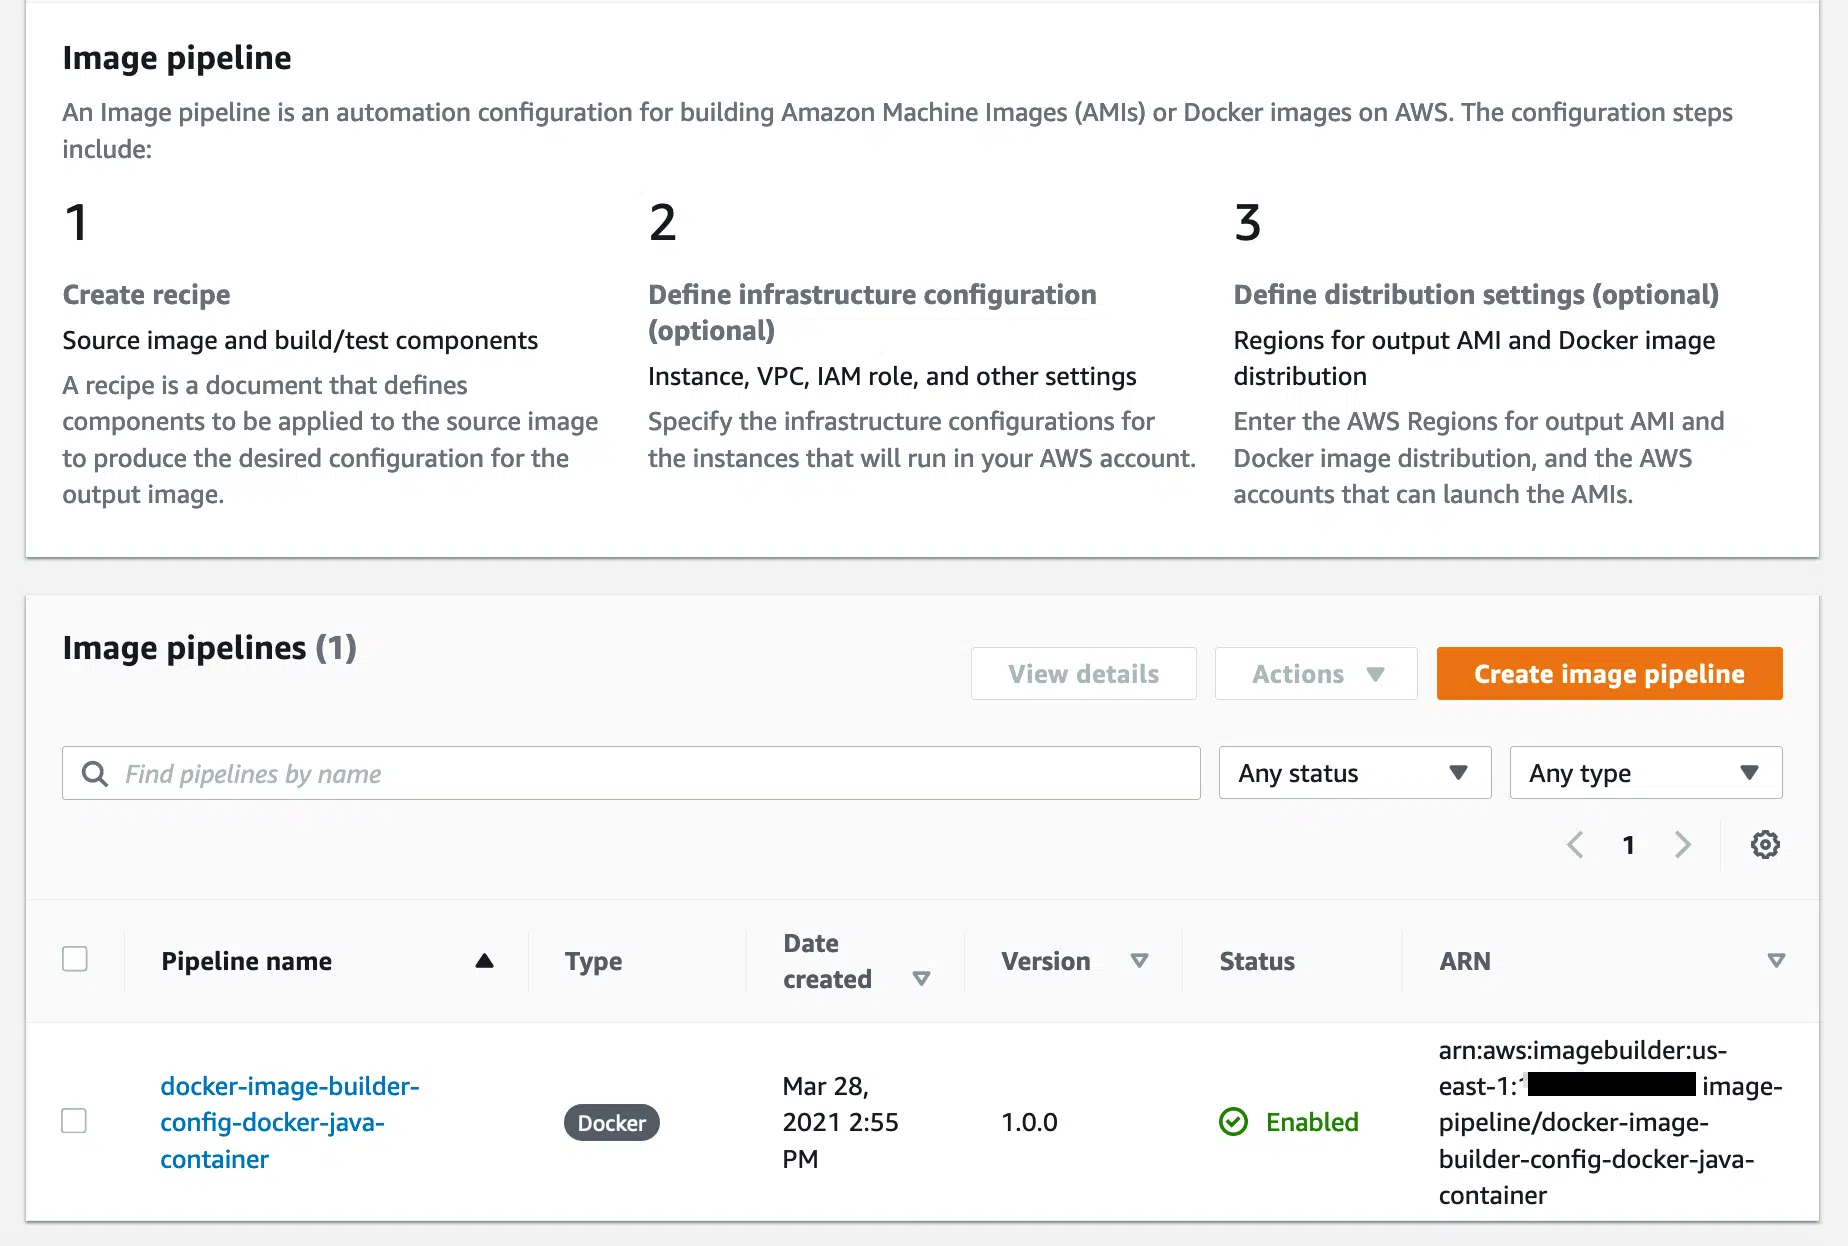 Image pipeline
An Image pipeline is an automation configuration for building Amazon Machine Images (AMIs) or Docker images on AWS. The configuration steps
include:
1
Create recipe
Source image and build/test components
A recipe is a document that defines
components to be applied to the source image
to produce the desired configuration for the
output image.
2
Define infrastructure configuration
(optional)
Instance, VPC, IAM role, and other settings
Specify the infrastructure configurations for
the instances that will run in your AWS account.
3
Define distribution settings (optional)
Regions for output AMI and Docker image
distribution
Enter the AWS Regions for output AMI and
Docker image distribution, and the AWS
accounts that can launch the AMIs.
Image pipelines (1)
View details
Actions
Create image pipeline
Find pipelines by name
Any status
Any type
1
Pipeline name
Type
Date
created
Version
Status
ARN
docker-image-builder-
config-docker-java-
container
Docker
Mar 28,
2021 2:55
PM
1.0.0
Enabled
arn:aws:imagebuilder:us-
east-1: image-
pipeline/docker-image-
builder-config-docker-java-
container